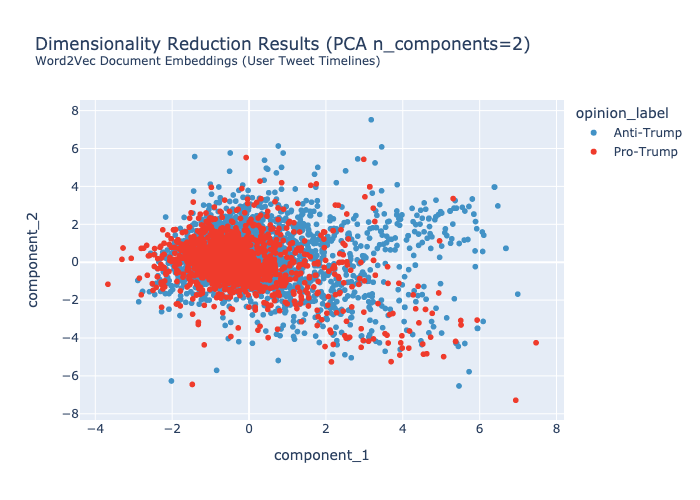 Dimensionality Reduction Results (PCA n_components=2)
Word2Vec Document Embeddings (User Tweet Timelines)
opinion_label
Anti-Trump
Pro-Trump
component_2
8
6
4
2
0
−2
−4
−6
−8
−4
−2
0
2
4
6
8
component_1